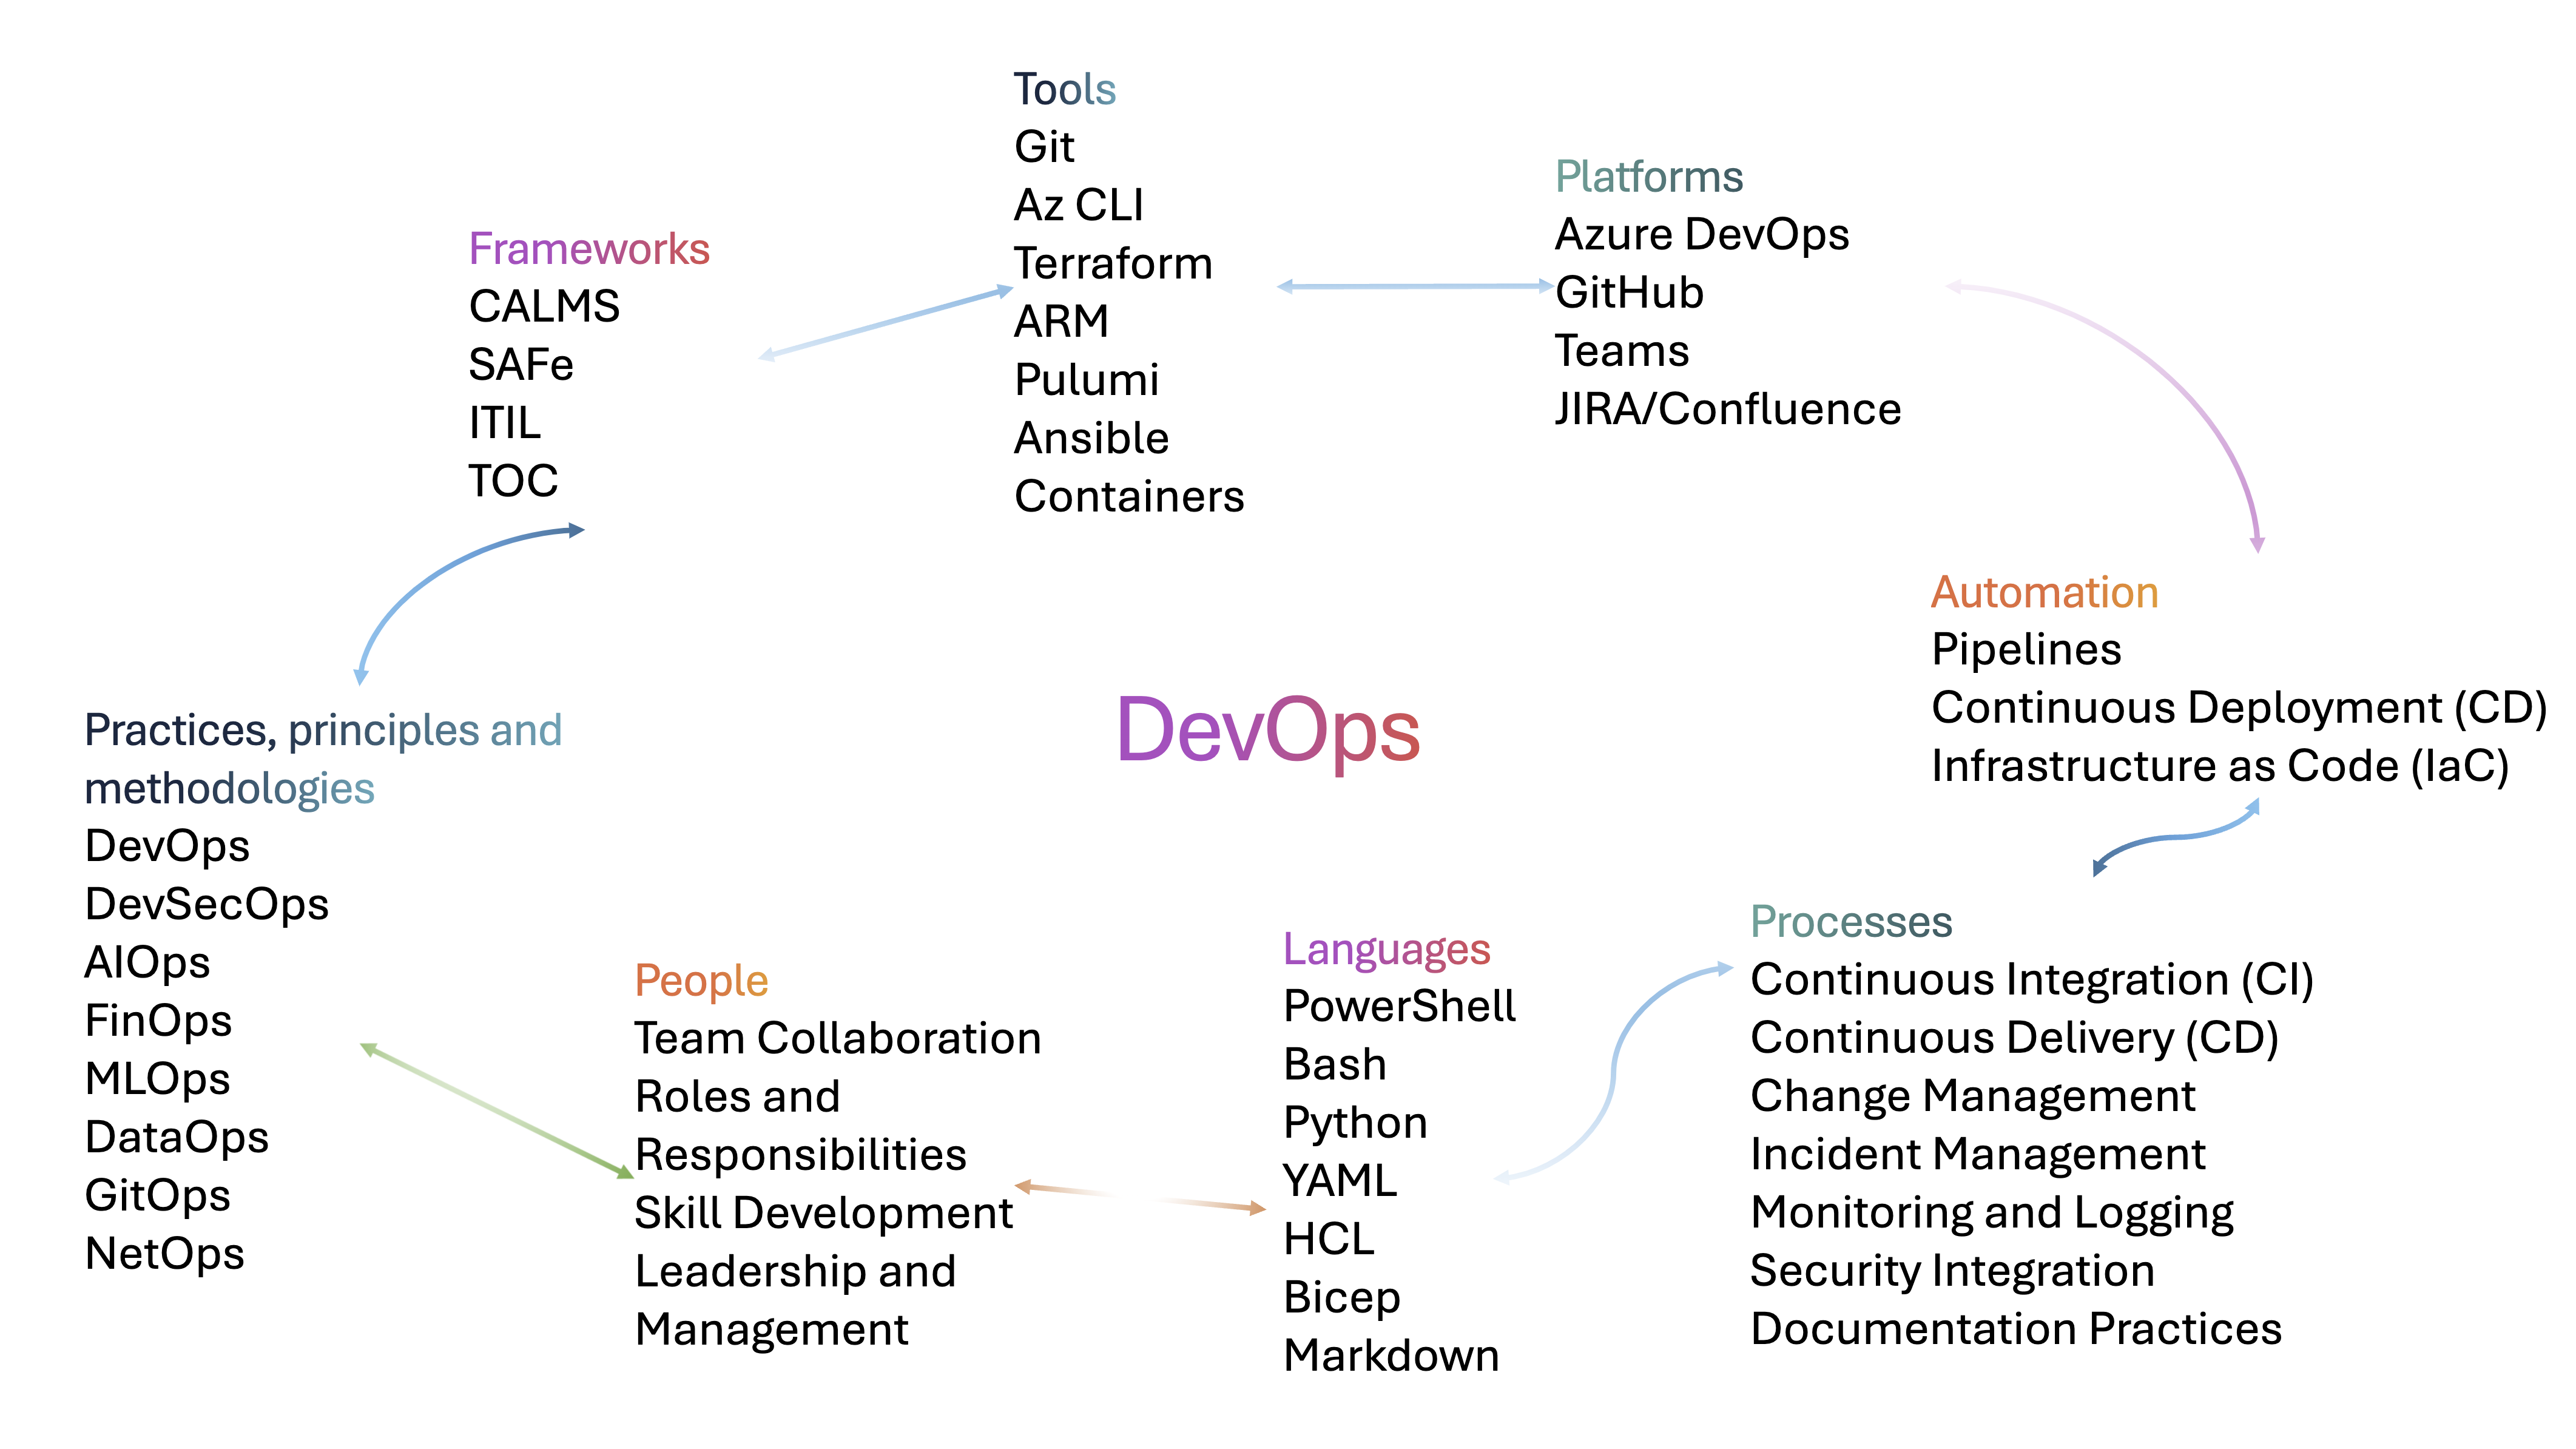 Tools
Git
Az CLI
Terraform
ARM
Pulumi
Ansible
Containers
Platforms
Azure DevOps
GitHub
Teams
JIRA/Confluence
Frameworks
CALMS
SAFe
ITIL
TOC
Automation
Pipelines
Continuous Deployment (CD)
Infrastructure as Code (IaC)
DevOps
Practices, principles and
methodologies
DevOps
DevSecOps
AIOps
FinOps
MLOps
DataOps
GitOps
NetOps
People
Team Collaboration
Roles and
Responsibilities
Skill Development
Leadership and
Management
Languages
PowerShell
Bash
Python
YAML
HCL
Bicep
Markdown
Processes
Continuous Integration (CI)
Continuous Delivery (CD)
Change Management
Incident Management
Monitoring and Logging
Security Integration
Documentation Practices